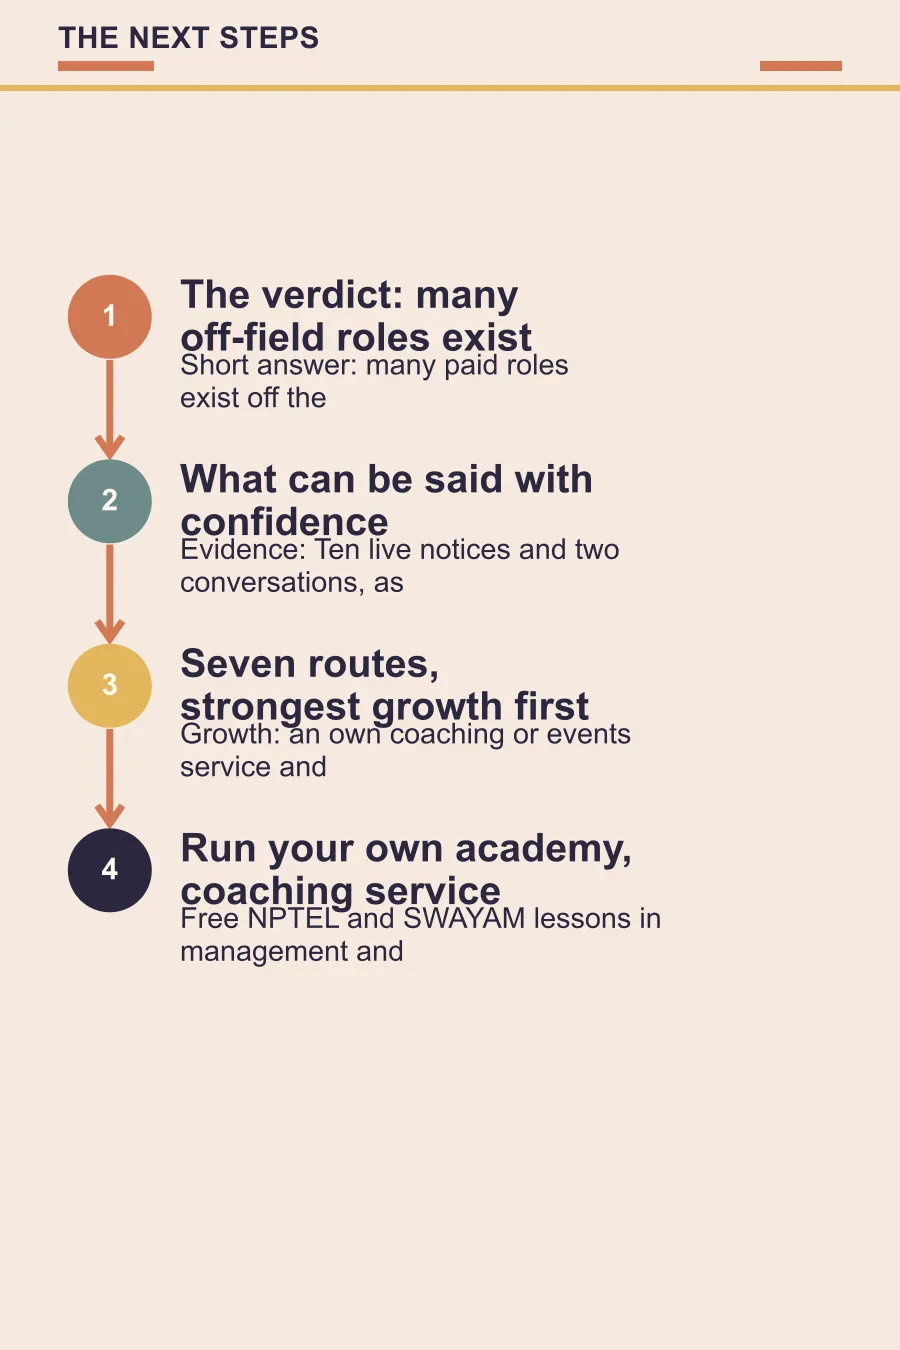 THE NEXT STEPS
1
The verdict: many
off-field roles exist
Short answer: many paid roles
exist off the
2
What can be said with
confidence
Evidence: Ten live notices and two
conversations, as
3
Seven routes,
strongest growth first
Growth: an own coaching or events
service and
4
Run your own academy,
coaching service
Free NPTEL and SWAYAM lessons in
management and